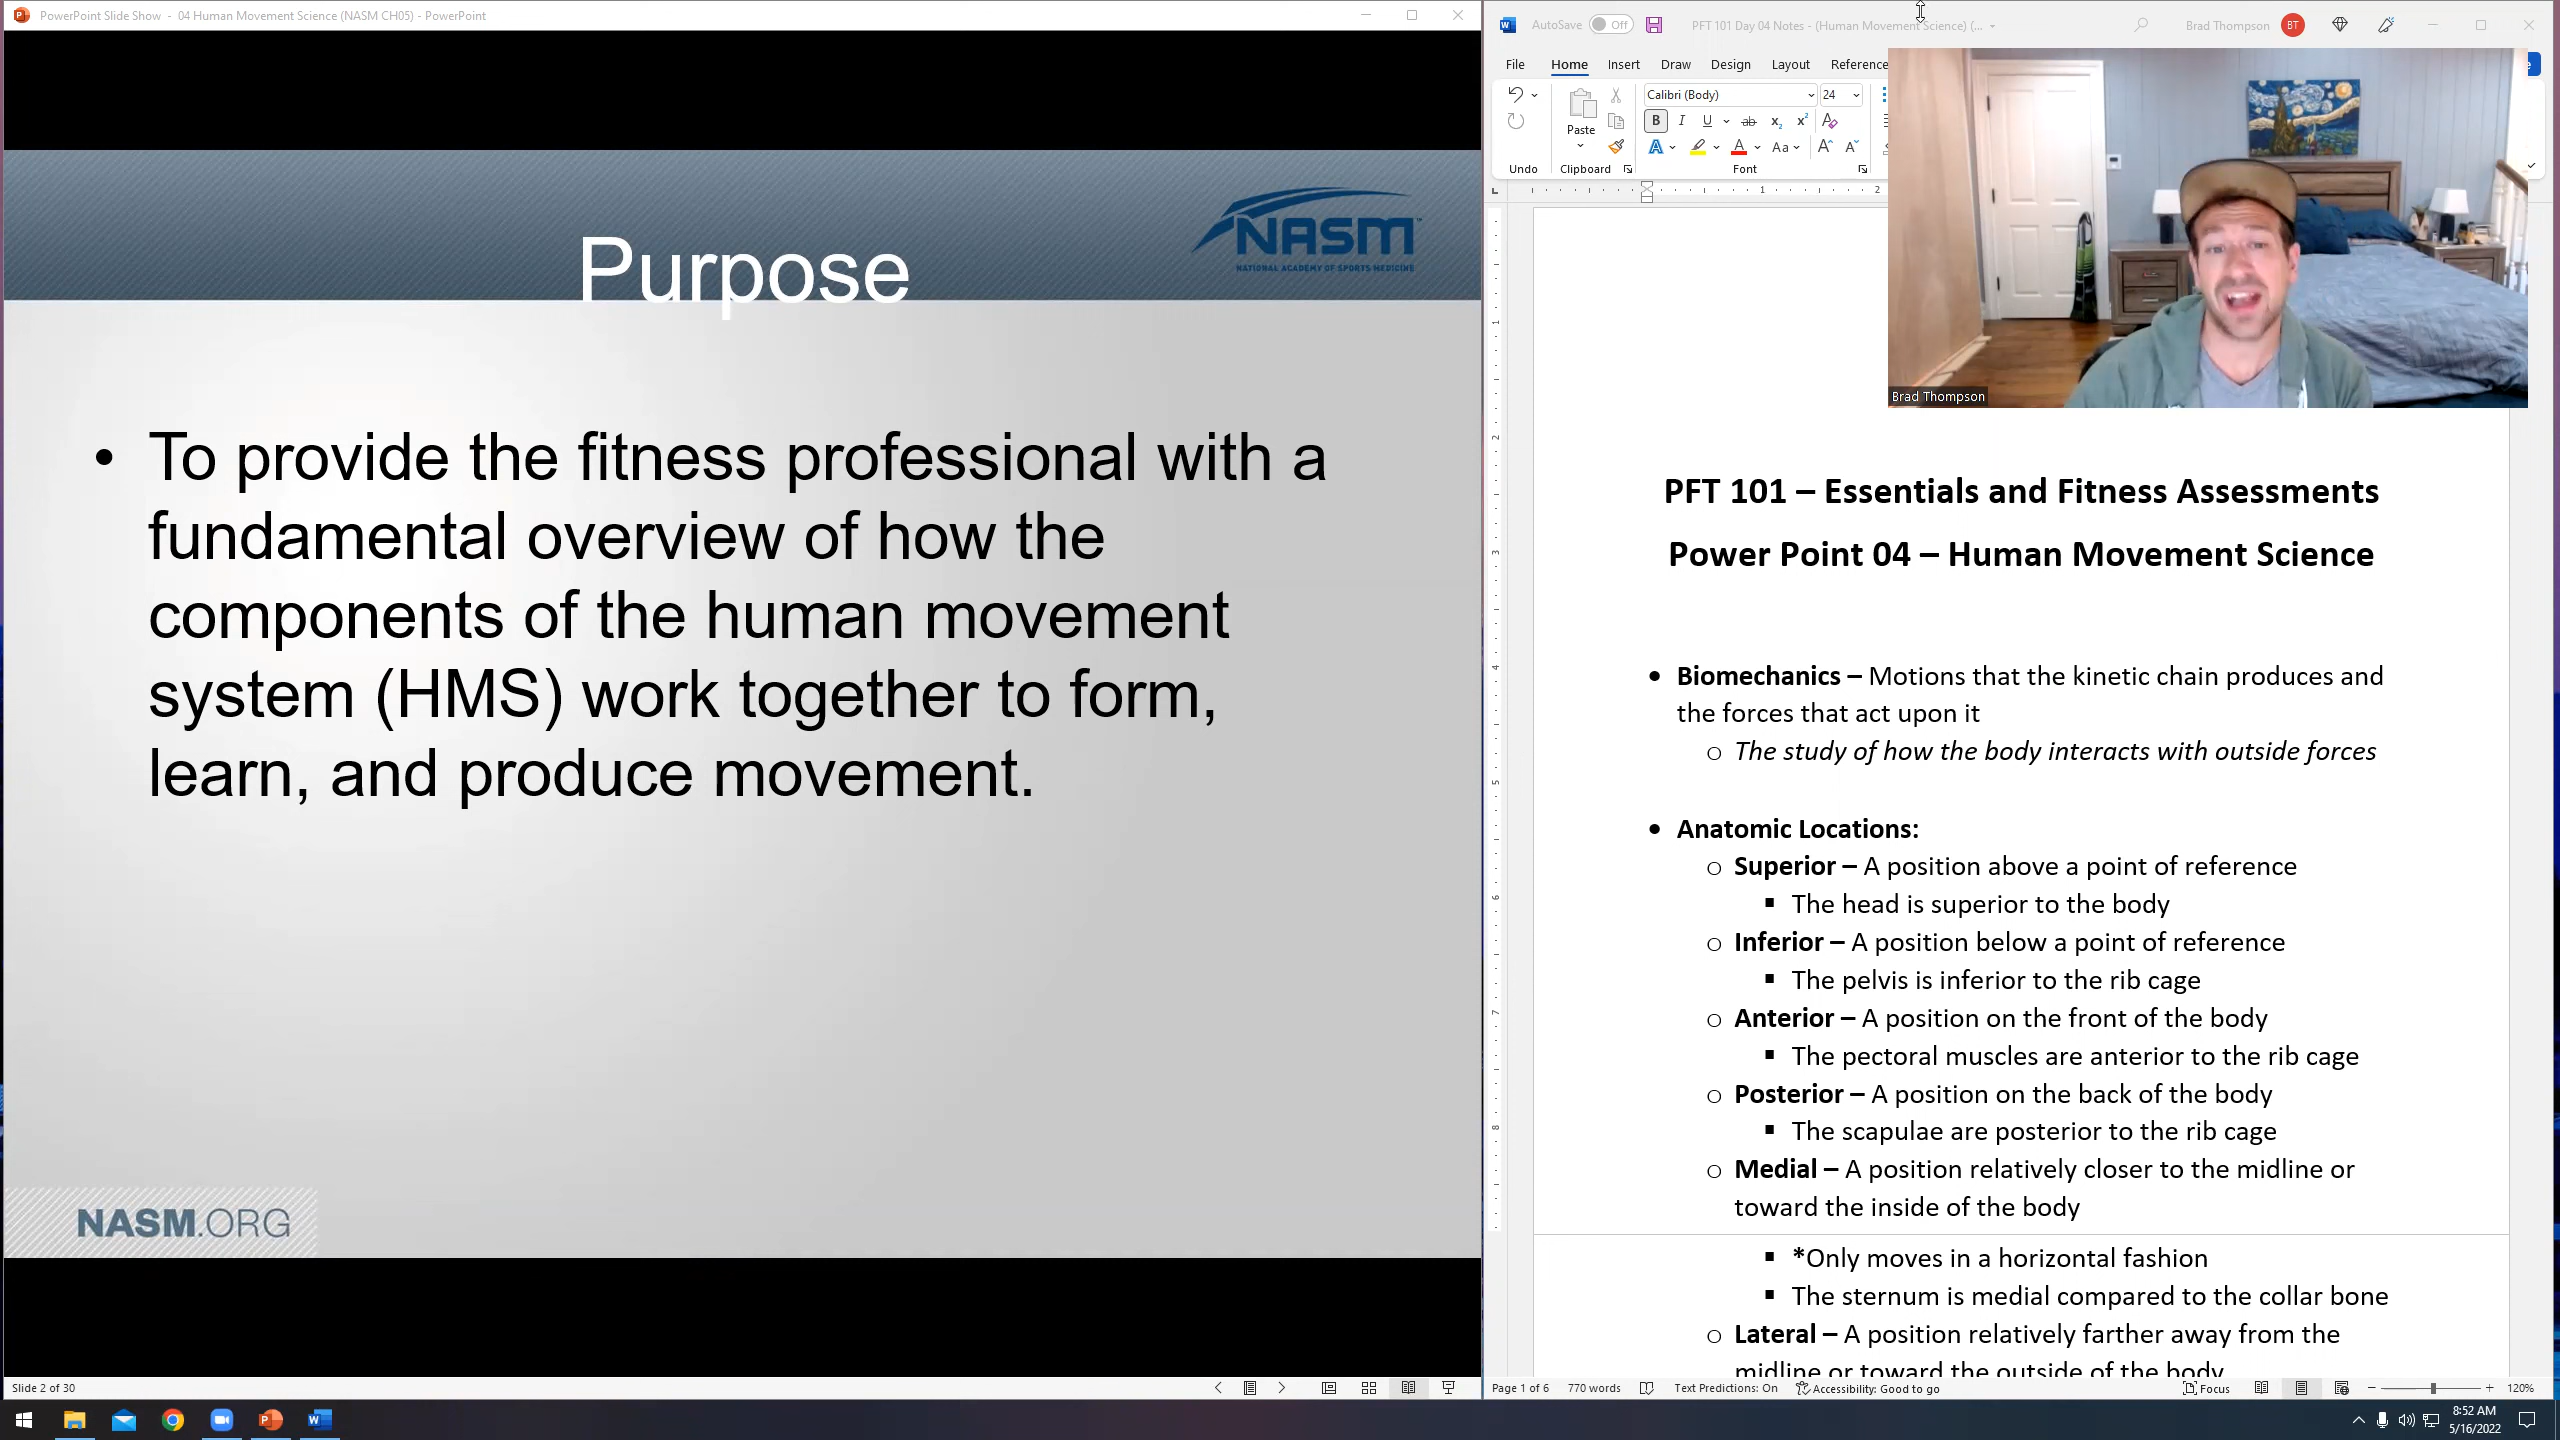 PowerPoint Slide Show - 04 Human Movement Science (NASM CH05) - PowerPoint
Purpose
NASM
NATIONAL ACADEMY OF SPORTS MEDICINE
• To provide the fitness professional with a
fundamental overview of how the
components of the human movement
system (HMS) work together to form,
learn, and produce movement.
NASM.ORG
Slide 2 of 30
AutoSave Off PFT 101 Day 04 Notes - (Human Movement Science) (... Brad Thompson BT
File Home Insert Draw Design Layout Reference
Calibri (Body) 24
Paste
Undo Clipboard Font
Brad Thompson
PFT 101 – Essentials and Fitness Assessments
Power Point 04 – Human Movement Science
• Biomechanics – Motions that the kinetic chain produces and
the forces that act upon it
o The study of how the body interacts with outside forces
• Anatomic Locations:
o Superior – A position above a point of reference
▪ The head is superior to the body
o Inferior – A position below a point of reference
▪ The pelvis is inferior to the rib cage
o Anterior – A position on the front of the body
▪ The pectoral muscles are anterior to the rib cage
o Posterior – A position on the back of the body
▪ The scapulae are posterior to the rib cage
o Medial – A position relatively closer to the midline or
toward the inside of the body
▪ *Only moves in a horizontal fashion
▪ The sternum is medial compared to the collar bone
o Lateral – A position relatively farther away from the
midline or toward the outside of the body
Page 1 of 6 770 words Text Predictions: On Accessibility: Good to go Focus 120%
8:52 AM
5/16/2022